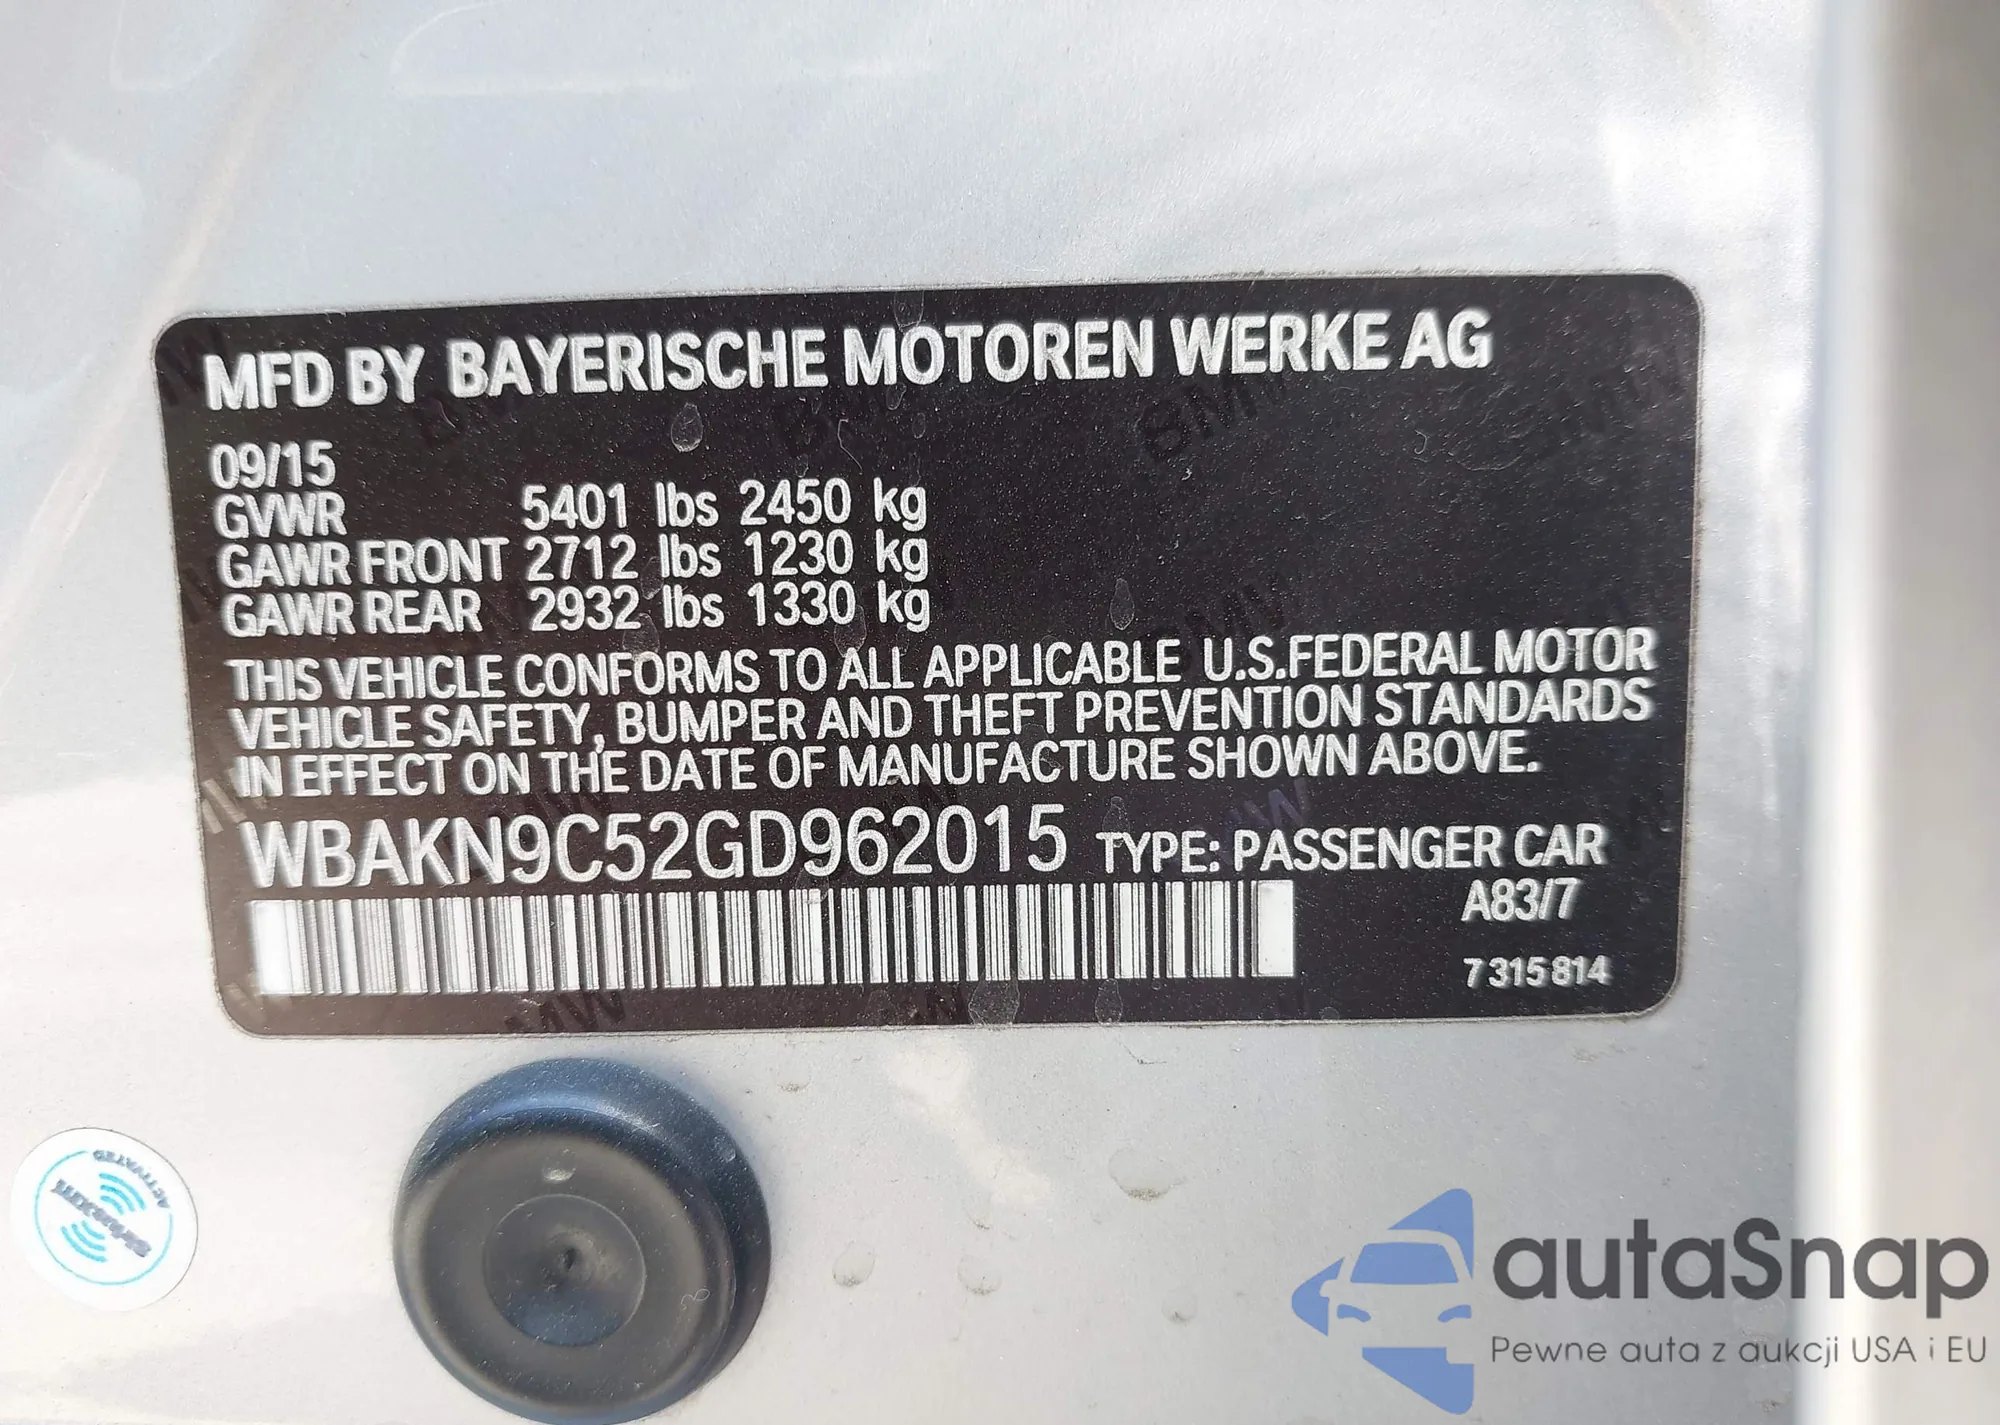 MFD BY BAYERISCHE MOTOREN WERKE AG
09/15
GVWR 5401 lbs 2450 kg
GAWR FRONT 2712 lbs 1230 kg
GAWR REAR 2932 lbs 1330 kg
THIS VEHICLE CONFORMS TO ALL APPLICABLE U.S.FEDERAL MOTOR
VEHICLE SAFETY, BUMPER AND THEFT PREVENTION STANDARDS
IN EFFECT ON THE DATE OF MANUFACTURE SHOWN ABOVE.
WBAKN9C52GD962015 TYPE: PASSENGER CAR
A83/7
7 315 814
ACTIVATED
autaSnap
Pewne auta z aukcji USA i EU